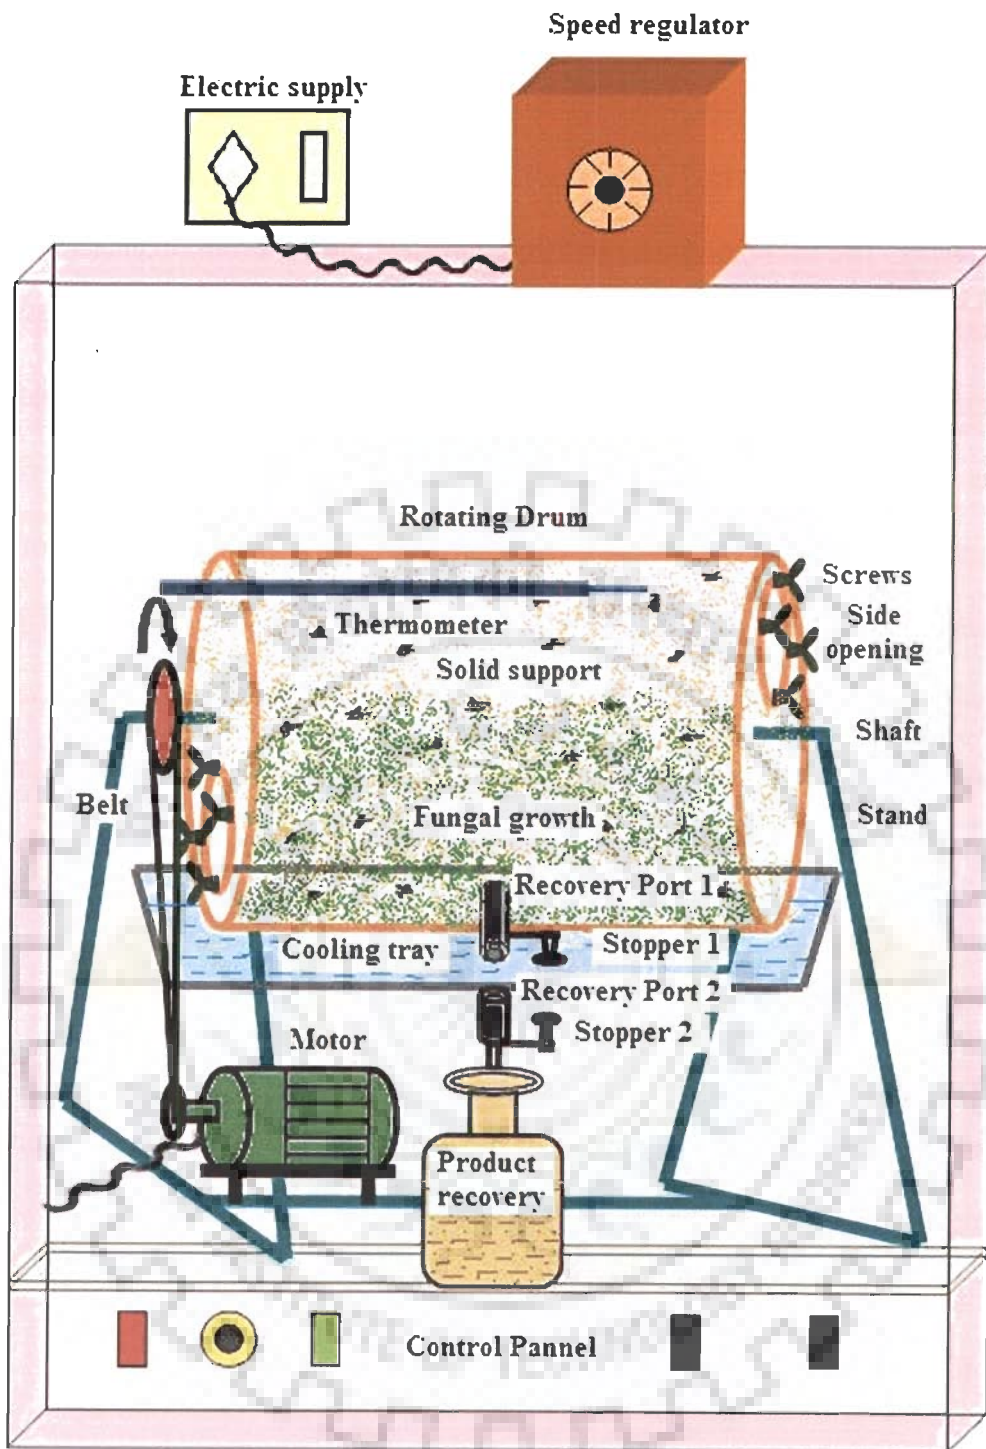 Speed regulator
Electric supply
Rotating Drum
Screws
Thermometer
Side
opening
Solid support
Shaft
Belt
Fungal growth
Stand
Recovery Port 1
Cooling tray
Stopper 1
Recovery Port 2
Stopper 2
Motor
Product
recovery
Control Pannel